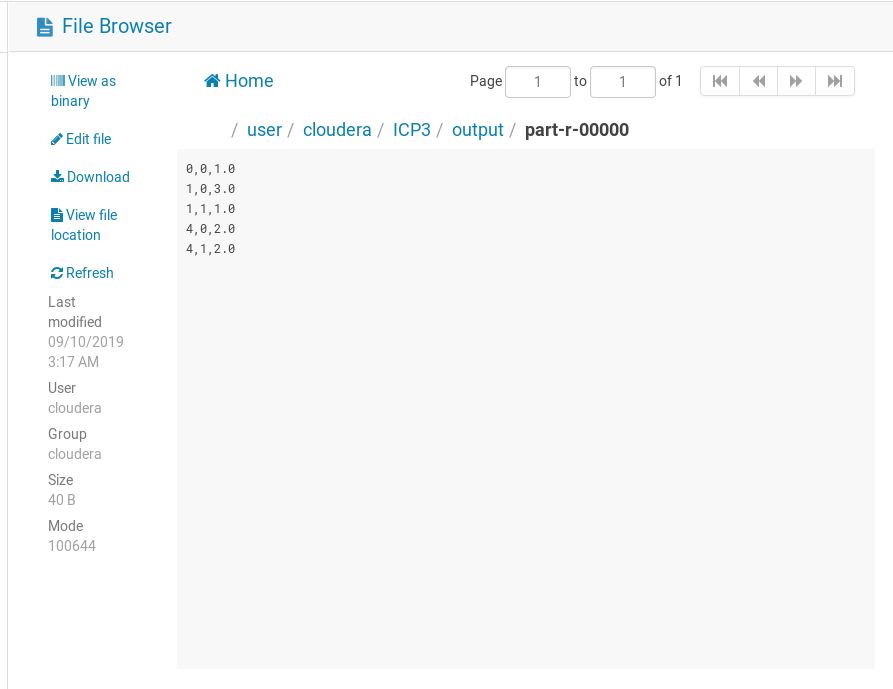 File Browser
View as
binary
Edit file
Download
View file
location
Refresh
Last
modified
09/10/2019
3:17 AM
User
cloudera
Group
cloudera
Size
40 B
Mode
100644
Home
Page 1 to 1 of 1
/ user / cloudera / ICP3 / output / part-r-00000
0,0,1.0
1,0,3.0
1,1,1.0
4,0,2.0
4,1,2.0